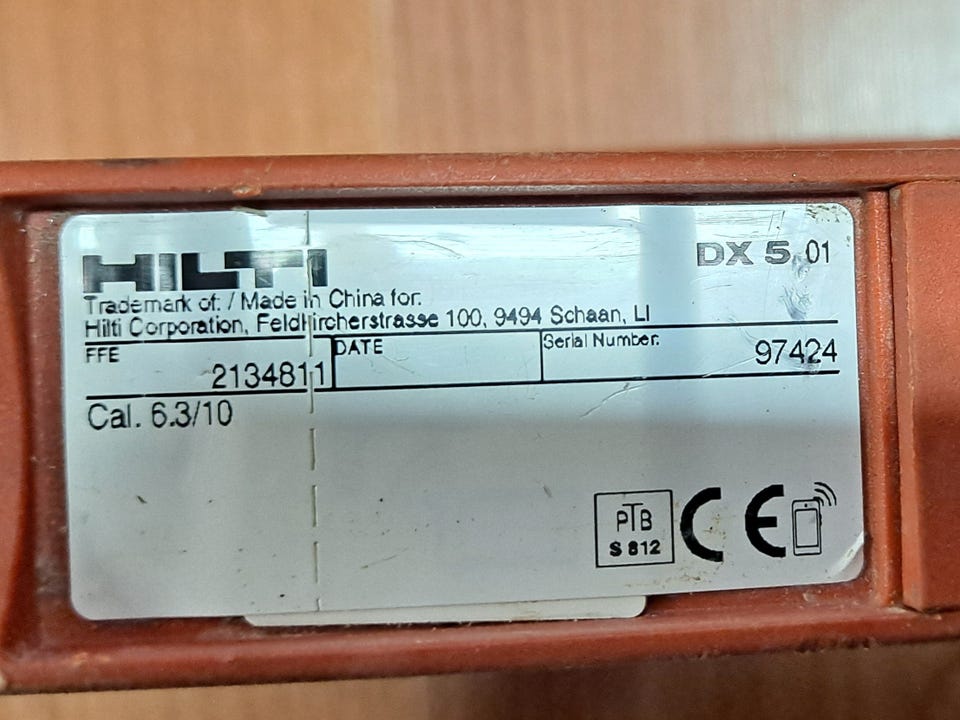 HILTI DX 5 01
Trademark of: / Made in China for:
Hilti Corporation, Feldkircherstrasse 100, 9494 Schaan, LI
FFE 2134811 DATE Serial Number: 97424
Cal. 6.3/10
PTB
S 812
CE